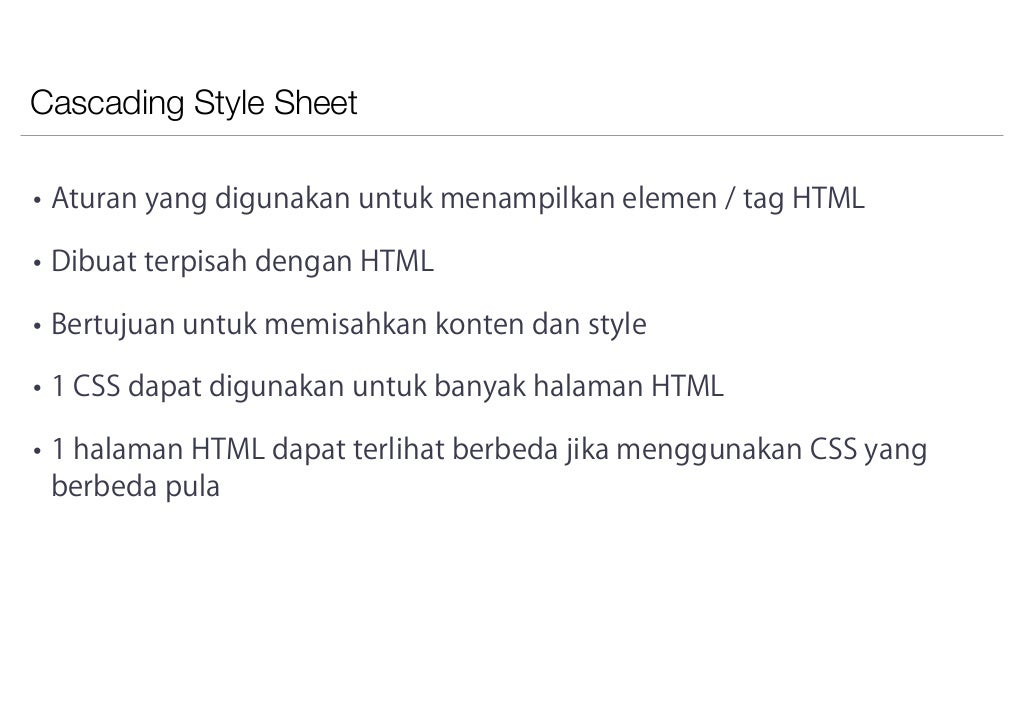 Cascading Style Sheet
• Aturan yang digunakan untuk menampilkan elemen / tag HTML
• Dibuat terpisah dengan HTML
• Bertujuan untuk memisahkan konten dan style
• 1 CSS dapat digunakan untuk banyak halaman HTML
• 1 halaman HTML dapat terlihat berbeda jika menggunakan CSS yang
berbeda pula